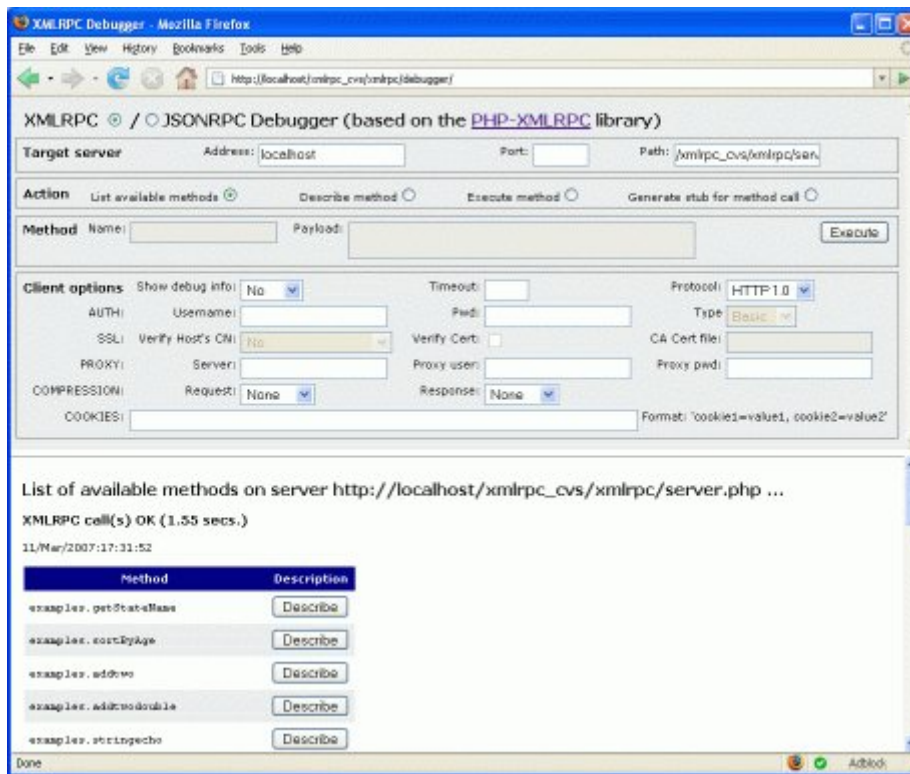 XMLRPC Debugger - Mozilla Firefox
File Edit View History Bookmarks Tools Help
http://localhost/xmlrpc_cvs/xmlrpc/debugger/
XMLRPC / JSONRPC Debugger (based on the PHP-XMLRPC library)
Target server Address: localhost Port: Path: /xmlrpc_cvs/xmlrpc/serv
Action List available methods Describe method Execute method Generate stub for method call
Method Name: Payload: Execute
Client options Show debug info: No Timeout: Protocol: HTTP 1.0
AUTH: Username: Pwd: Type Basic
SSL: Verify Host's CN: No Verify Cert: CA Cert file:
PROXY: Server: Proxy user: Proxy pwd:
COMPRESSION: Request: None Response: None
COOKIES: Format: 'cookie1=value1, cookie2=value2'
List of available methods on server http://localhost/xmlrpc_cvs/xmlrpc/server.php ...
XMLRPC call(s) OK (1.55 secs.)
11/Mar/2007:17:31:52
Method Description
examples.getStateName Describe
examples.sortByAge Describe
examples.addtwo Describe
examples.addtwodouble Describe
examples.stringecho Describe
Done Adblock